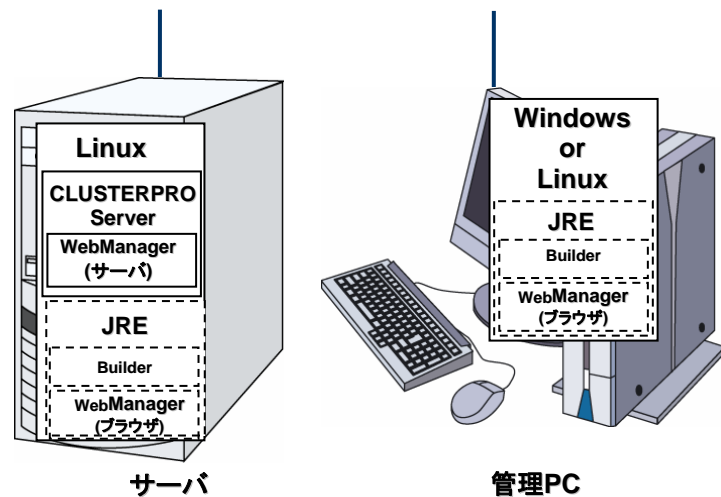 Linux
CLUSTERPRO
Server
WebManager
(サーバ)
JRE
Builder
WebManager
(ブラウザ)
サーバ
Windows
or
Linux
JRE
Builder
WebManager
(ブラウザ)
管理PC